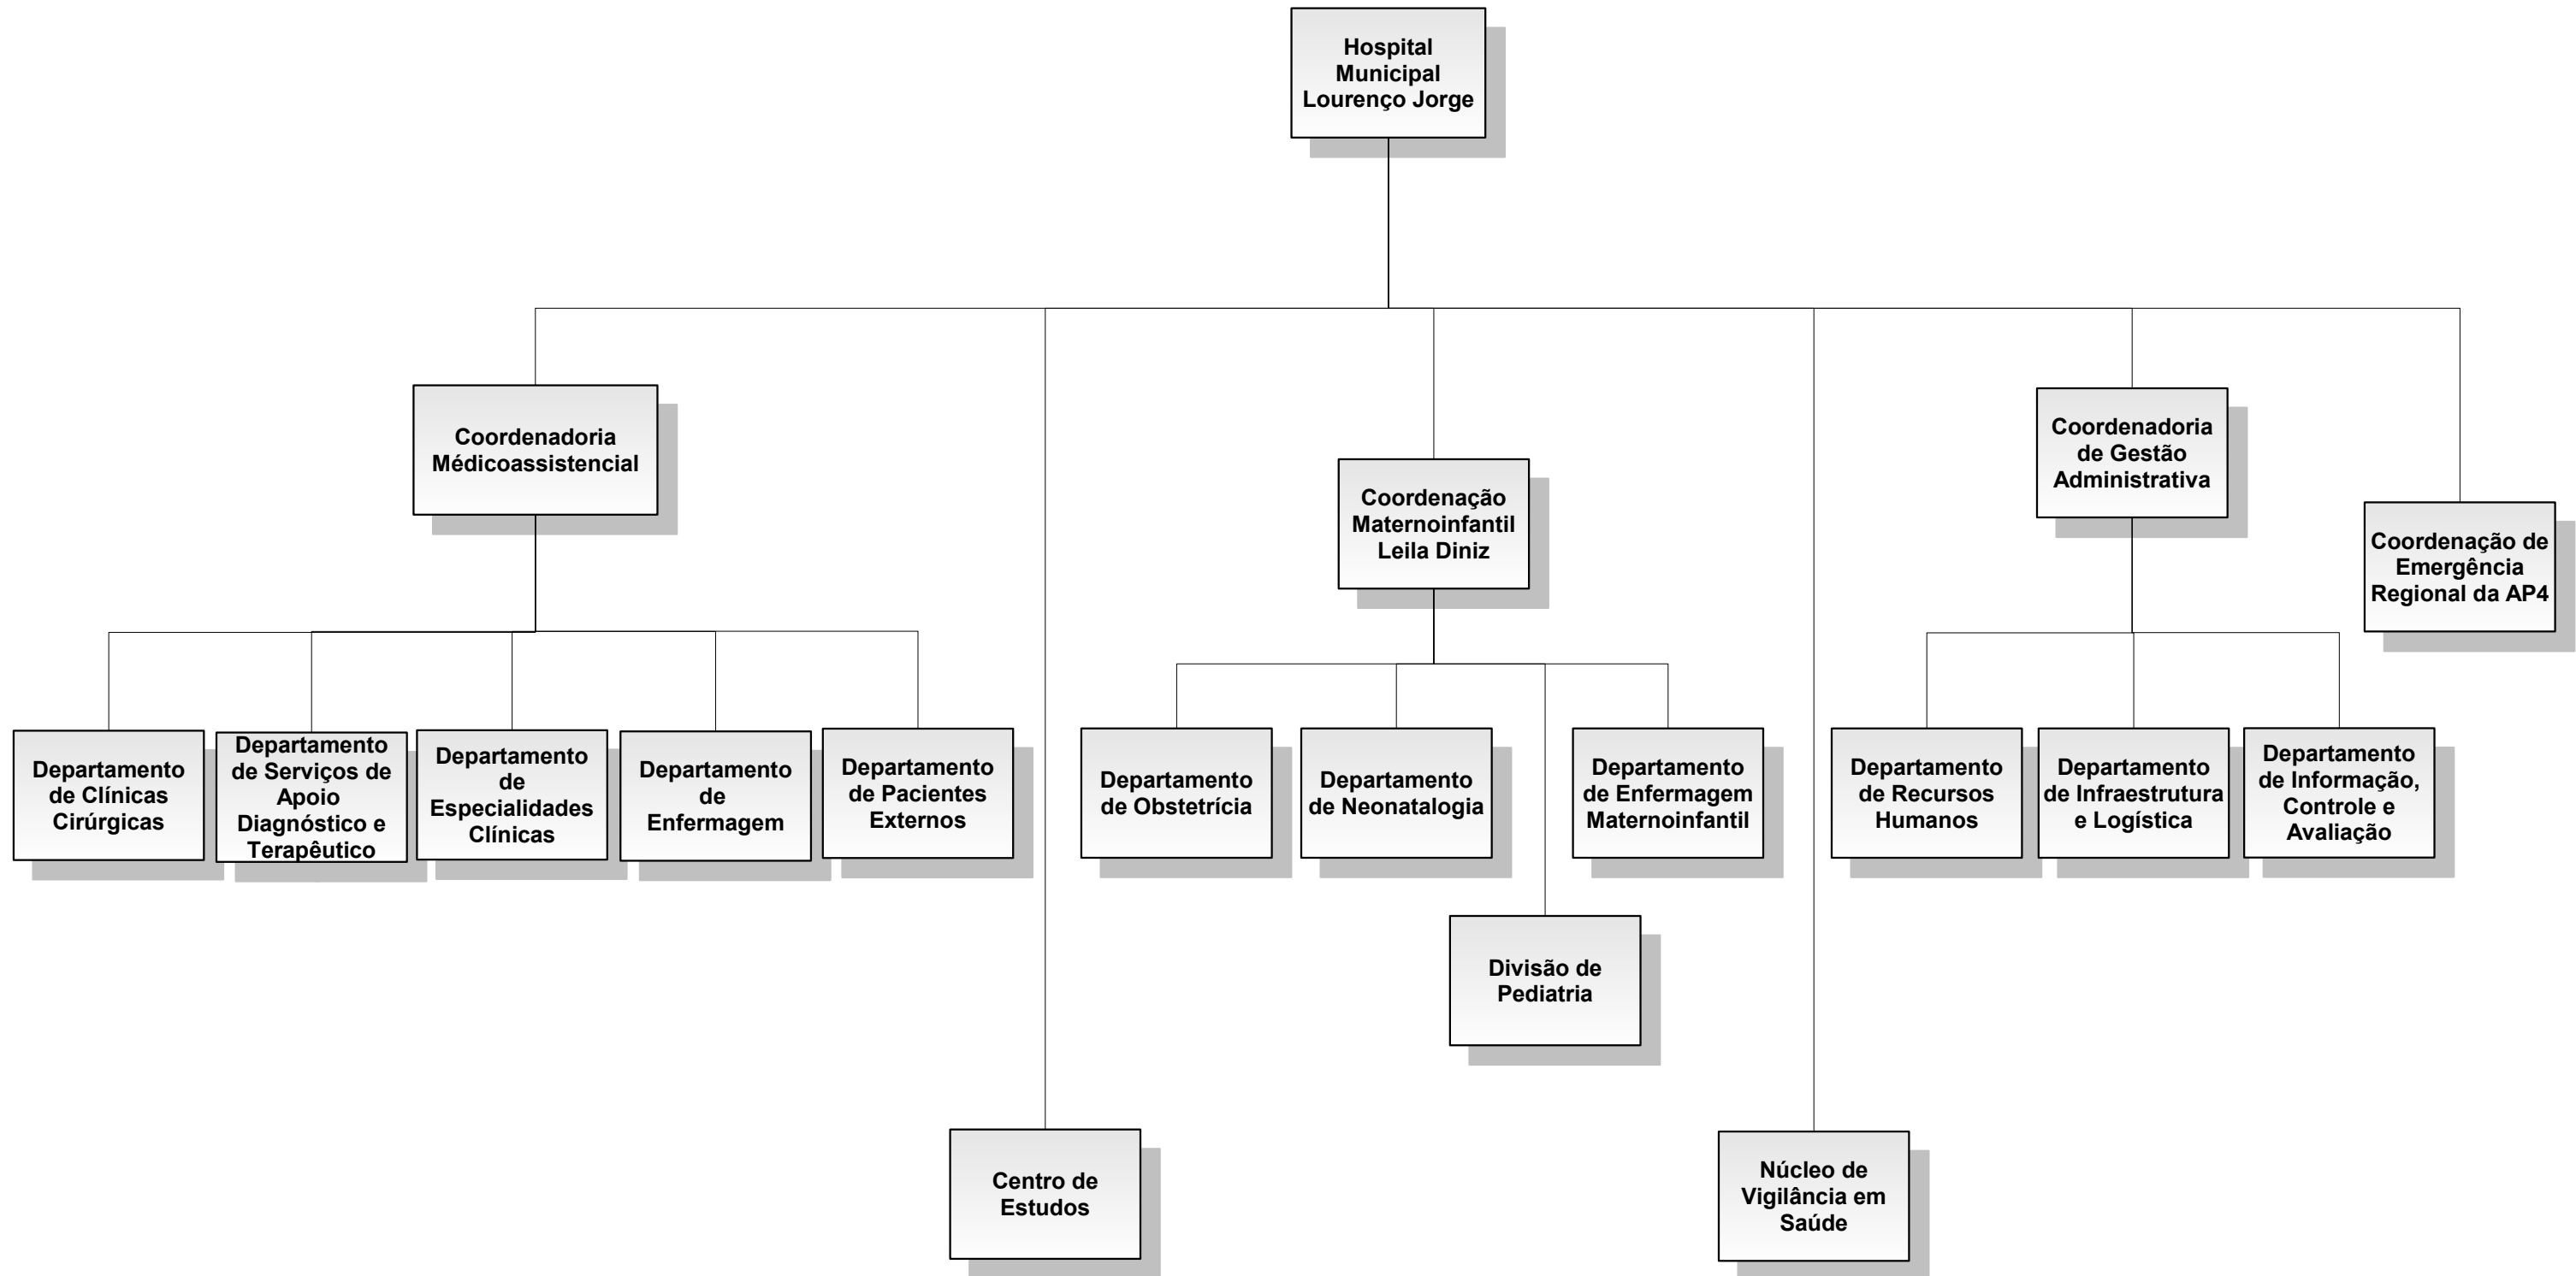 Hospital
Municipal
Lourenço Jorge
Coordenadoria
Médicoassistencial
Coordenação
Maternoinfantil
Leila Diniz
Coordenadoria
de Gestão
Administrativa
Coordenação de
Emergência
Regional da AP4
Departamento
de Clínicas
Cirúrgicas
Departamento
de Serviços de
Apoio
Diagnóstico e
Terapêutico
Departamento
de
Especialidades
Clínicas
Departamento
de
Enfermagem
Departamento
de Pacientes
Externos
Departamento
de Obstetrícia
Departamento
de Neonatalogia
Departamento
de Enfermagem
Maternoinfantil
Departamento
de Recursos
Humanos
Departamento
de Infraestrutura
e Logística
Departamento
de Informação,
Controle e
Avaliação
Divisão de
Pediatria
Centro de
Estudos
Núcleo de
Vigilância em
Saúde